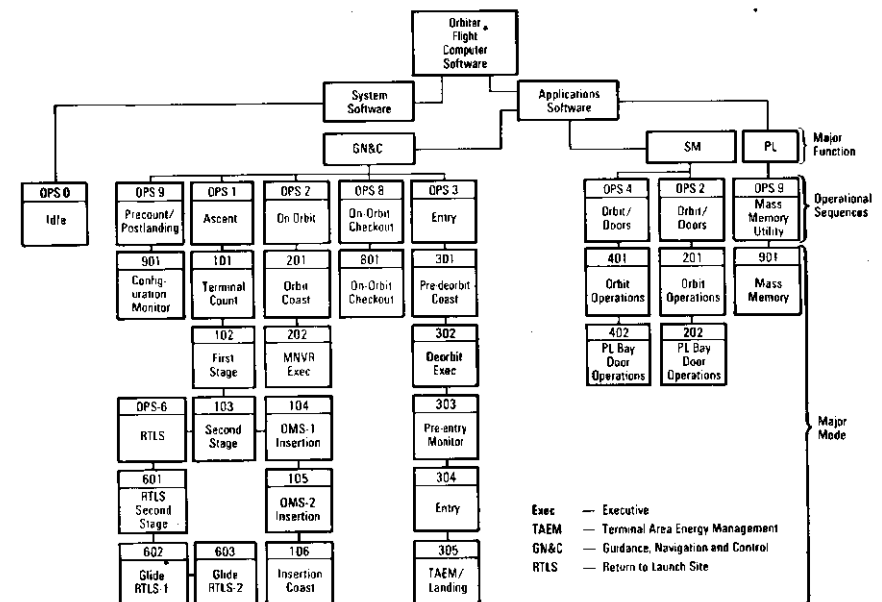 Orbiter
Flight
Computer
Software
System
Software
Applications
Software
GN&C
SM
PL
Major
Function
OPS 0
Idle
OPS 9
Precount/
Postlanding
OPS 1
Ascent
OPS 2
On Orbit
OPS 8
On-Orbit
Checkout
OPS 3
Entry
OPS 4
Orbit/
Doors
OPS 2
Orbit/
Doors
OPS 9
Mass
Memory
Utility
Operational
Sequences
901
Config-
uration
Monitor
101
Terminal
Count
201
Orbit
Coast
801
On-Orbit
Checkout
301
Pre-deorbit
Coast
401
Orbit
Operations
201
Orbit
Operations
901
Mass
Memory
102
First
Stage
202
MNVR
Exec
302
Deorbit
Exec
402
PL Bay
Door
Operations
202
PL Bay
Door
Operations
OPS-6
RTLS
103
Second
Stage
104
OMS-1
Insertion
303
Pre-entry
Monitor
Major
Mode
601
RTLS
Second
Stage
105
OMS-2
Insertion
304
Entry
602
Glide
RTLS-1
603
Glide
RTLS-2
106
Insertion
Coast
305
TAEM/
Landing
Exec — Executive
TAEM — Terminal Area Energy Management
GN&C — Guidance, Navigation and Control
RTLS — Return to Launch Site